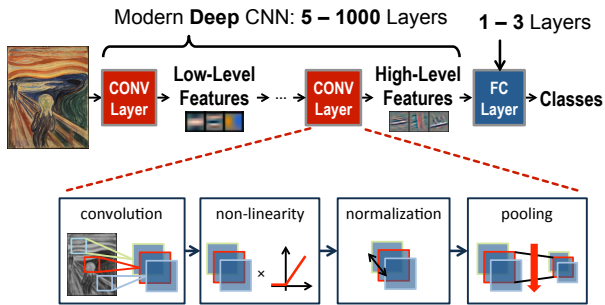 Modern Deep CNN: 5 – 1000 Layers
1 – 3 Layers
CONV
Layer
Low-Level
Features
...
CONV
Layer
High-Level
Features
FC
Layer
Classes
convolution
non-linearity
×
normalization
pooling